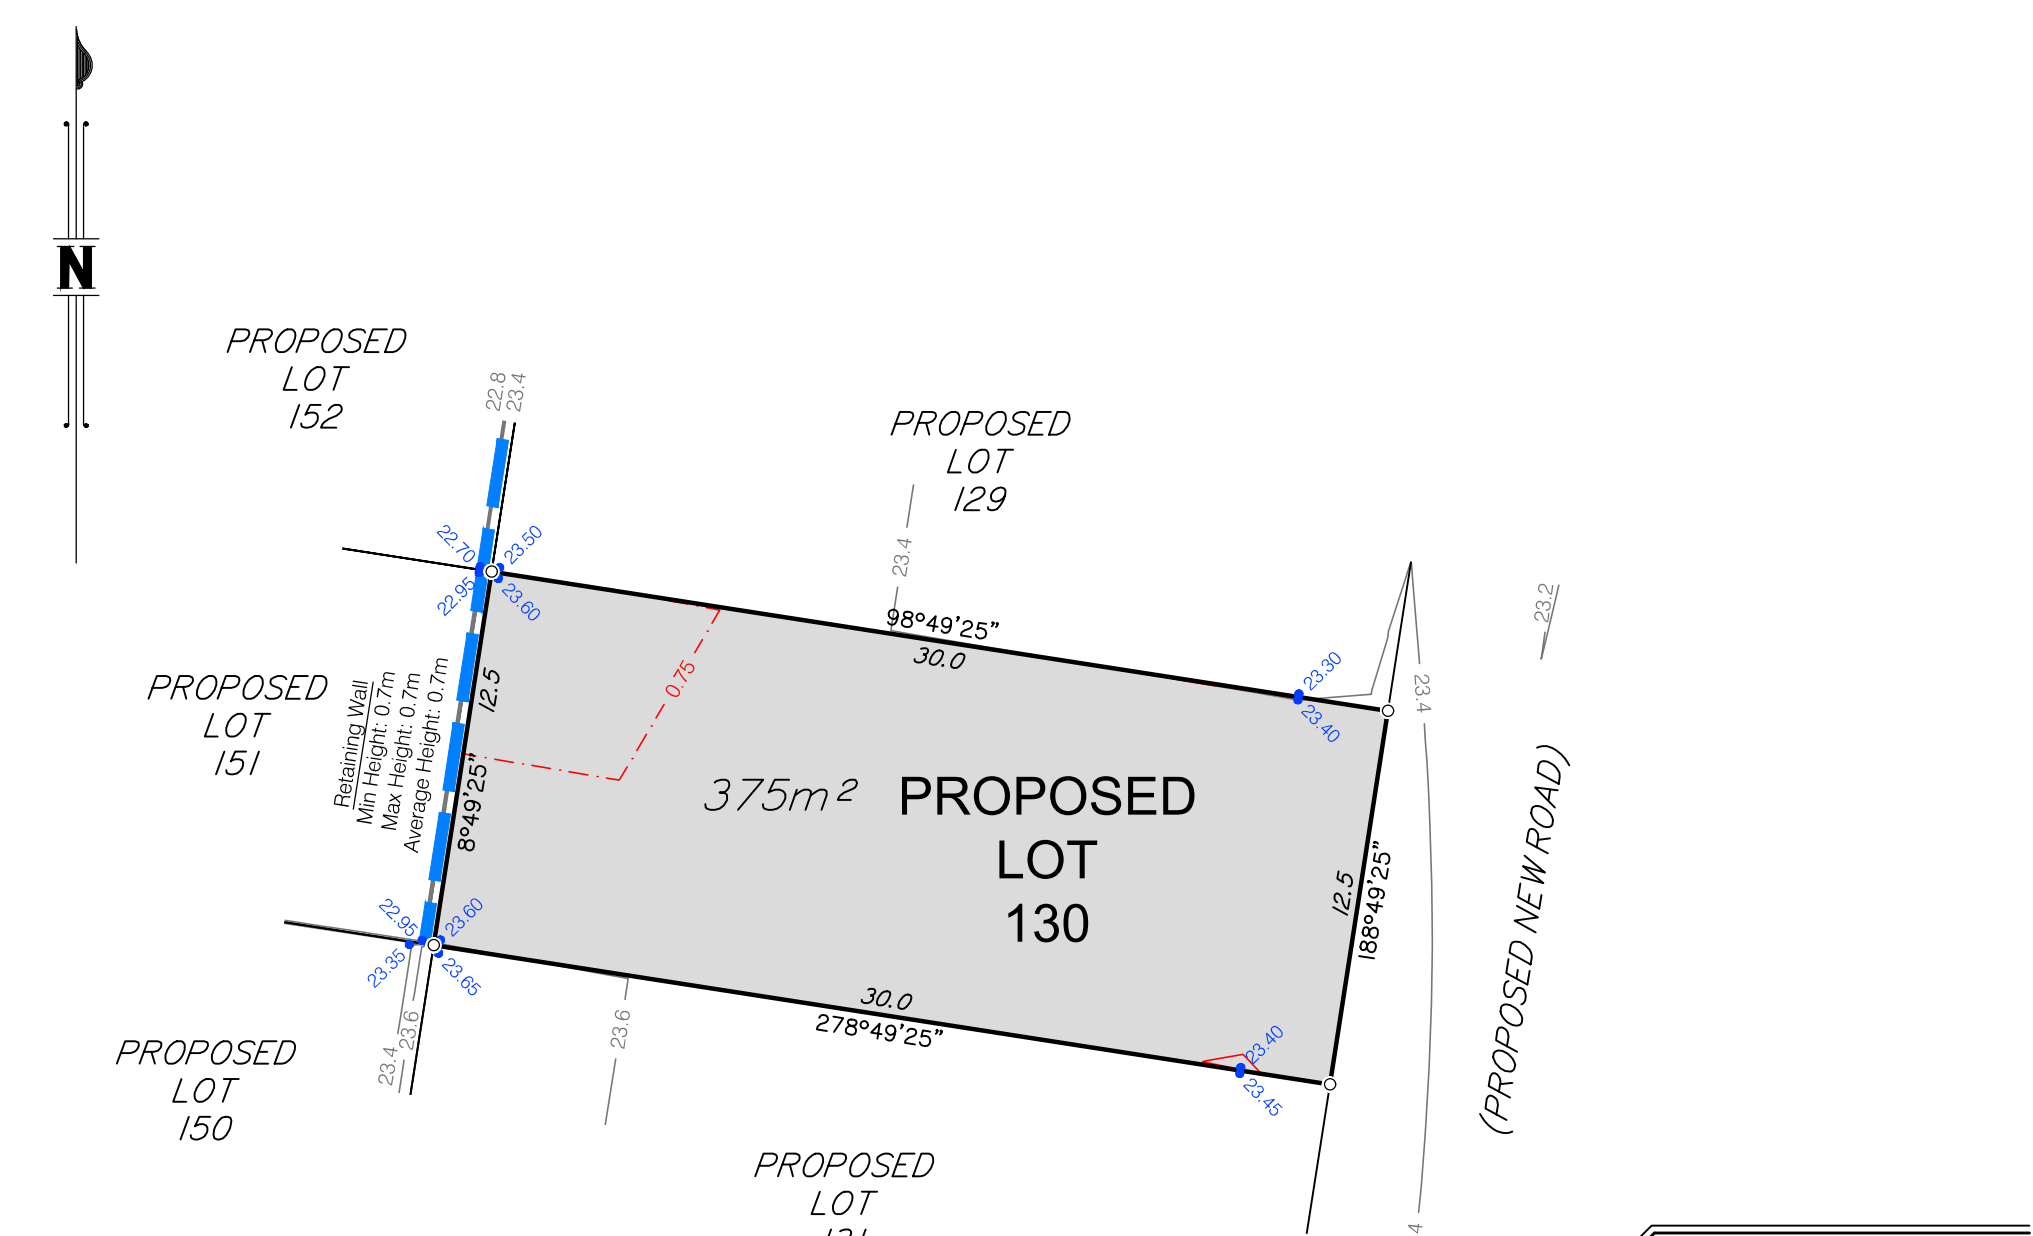 N
PROPOSED
LOT
152
22.8
23.4
PROPOSED
LOT
129
23.4
22.70
23.50
22.95
23.60
98°49'25"
30.0
23.2
23.30
23.40
23.4
0.75
PROPOSED
LOT
151
Retaining Wall
Min Height: 0.7m
Max Height: 0.7m
Average Height: 0.7m
12.5
8°49'25"
375m²
PROPOSED
LOT
130
12.5
188°49'25"
(PROPOSED NEW ROAD)
22.95
23.60
23.35
23.65
30.0
278°49'25"
23.6
23.4
23.6
23.40
23.45
PROPOSED
LOT
150
PROPOSED
LOT
4